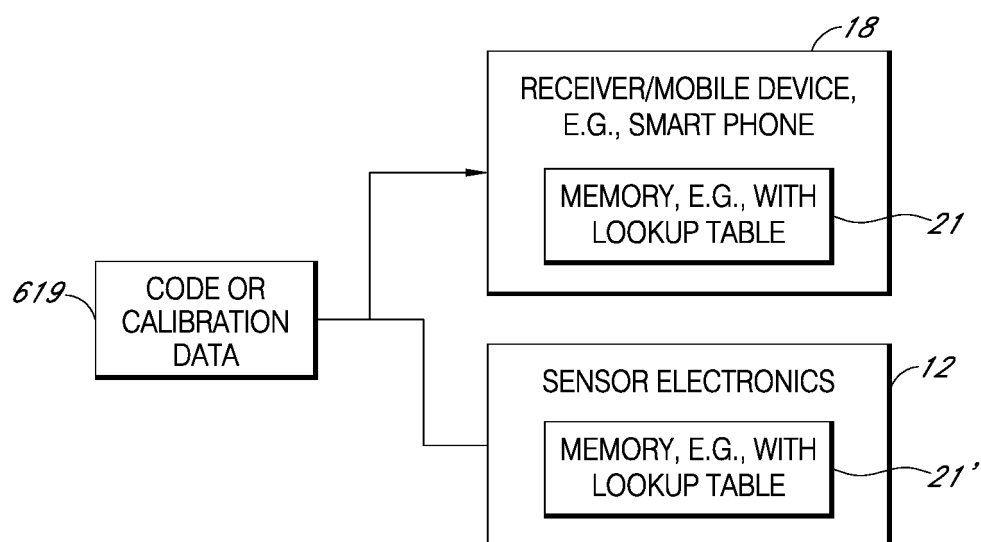 18
RECEIVER/MOBILE DEVICE,
E.G., SMART PHONE
MEMORY, E.G., WITH
LOOKUP TABLE
21
619
CODE OR
CALIBRATION
DATA
12
SENSOR ELECTRONICS
MEMORY, E.G., WITH
LOOKUP TABLE
21'